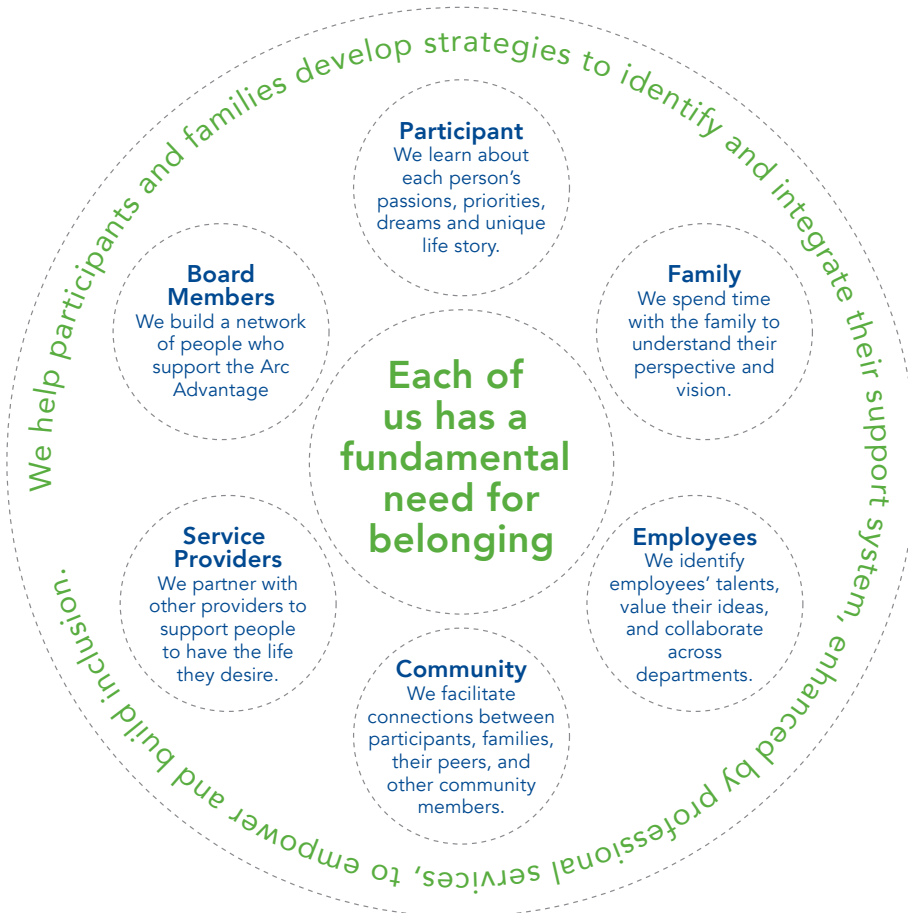 We help participants and families develop strategies to identify and integrate their support system, enhanced by professional services, to empower and build inclusion.
Participant
We learn about
each person's
passions, priorities,
dreams and unique
life story.
Family
We spend time
with the family to
understand their
perspective and
vision.
Employees
We identify
employees' talents,
value their ideas,
and collaborate
across
departments.
Community
We facilitate
connections between
participants, families,
their peers, and
other community
members.
Service
Providers
We partner with
other providers to
support people
to have the life
they desire.
Board
Members
We build a network
of people who
support the Arc
Advantage
Each of
us has a
fundamental
need for
belonging